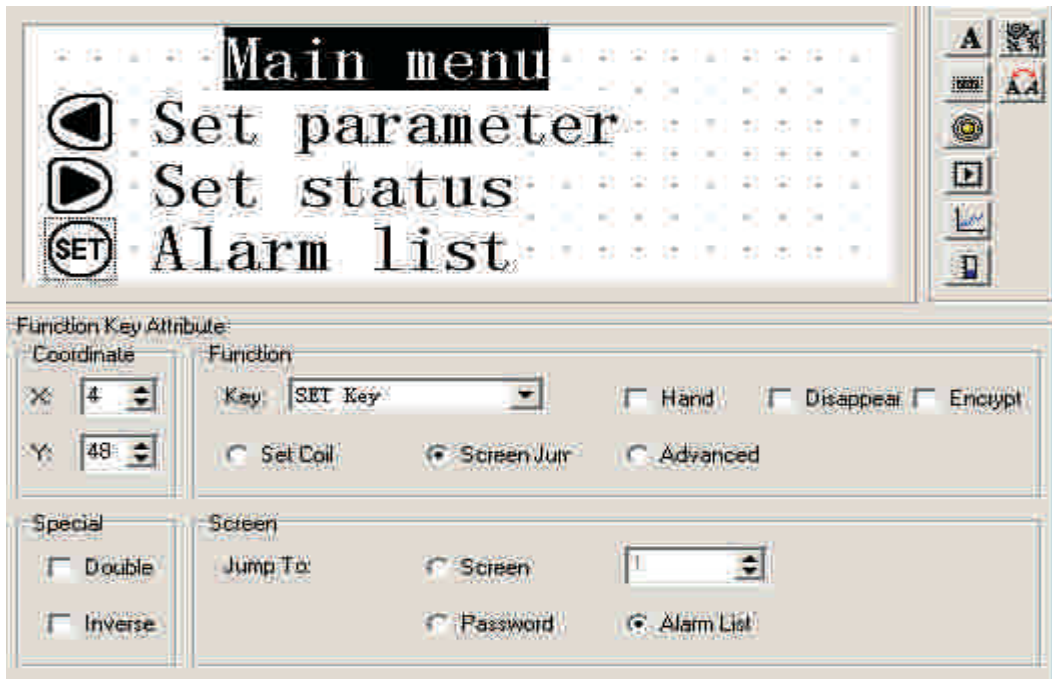 Main menu
Set parameter
Set status
SET Alarm list
A
A A
Function Key Attribute
Coordinate
Function
X: 4
Key: SET Key
Hand
Disappear
Encrypt
Y: 48
Set Coil
Screen Jum
Advanced
Special
Screen
Double
Jump To:
Screen
1
Inverse
Password
Alarm List